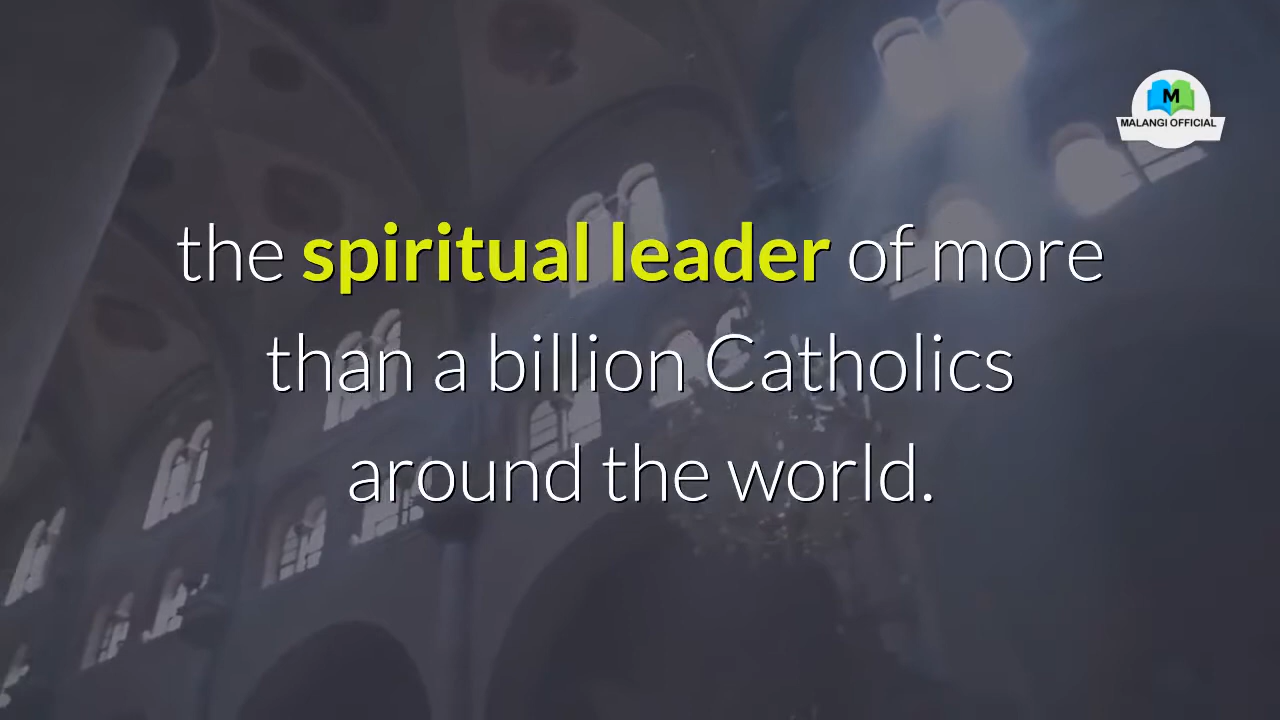 M
MALANGI OFFICIAL
the spiritual leader of more
than a billion Catholics
around the world.